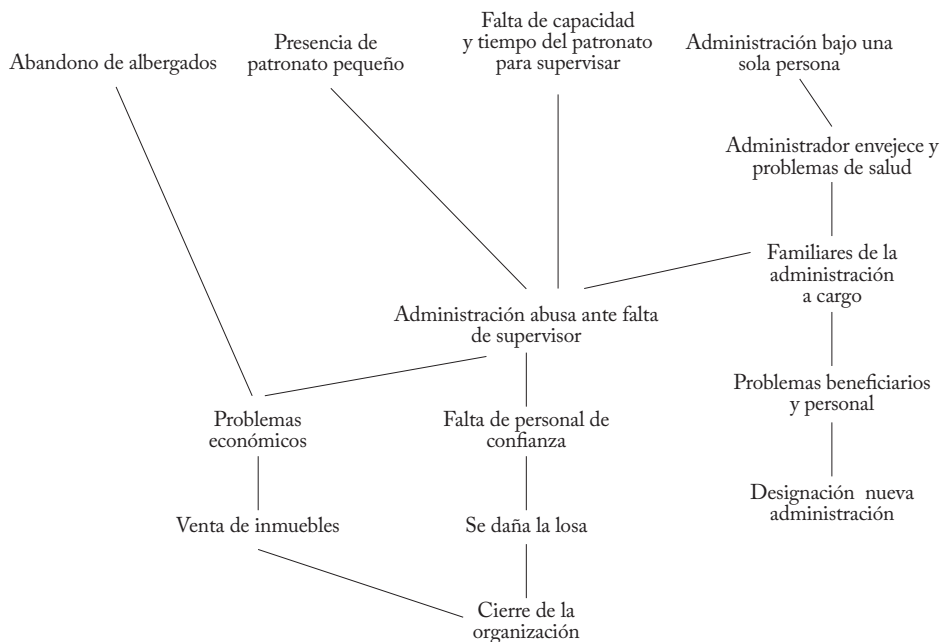 Abandono de albergados
Presencia de
patronato pequeño
Falta de capacidad
y tiempo del patronato
para supervisar
Administración bajo una
sola persona
Administrador envejece y
problemas de salud
Familiares de la
administración
a cargo
Administración abusa ante falta
de supervisor
Problemas beneficiarios
y personal
Problemas
económicos
Falta de personal de
confianza
Designación nueva
administración
Venta de inmuebles
Se daña la losa
Cierre de la
organización